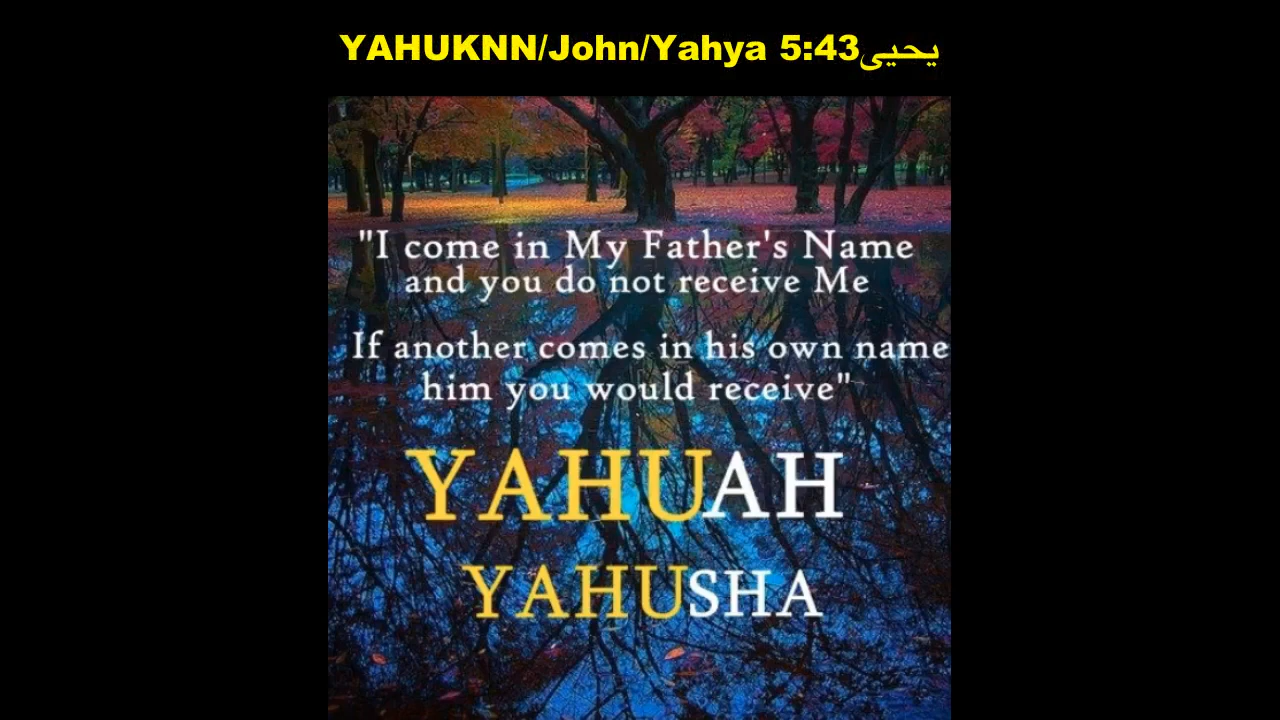 YAHUKNN/John/Yahya 5:43يحيى
"I come in My Father's Name
and you do not receive Me
If another comes in his own name
him you would receive"
YAHUAH
YAHUSHA